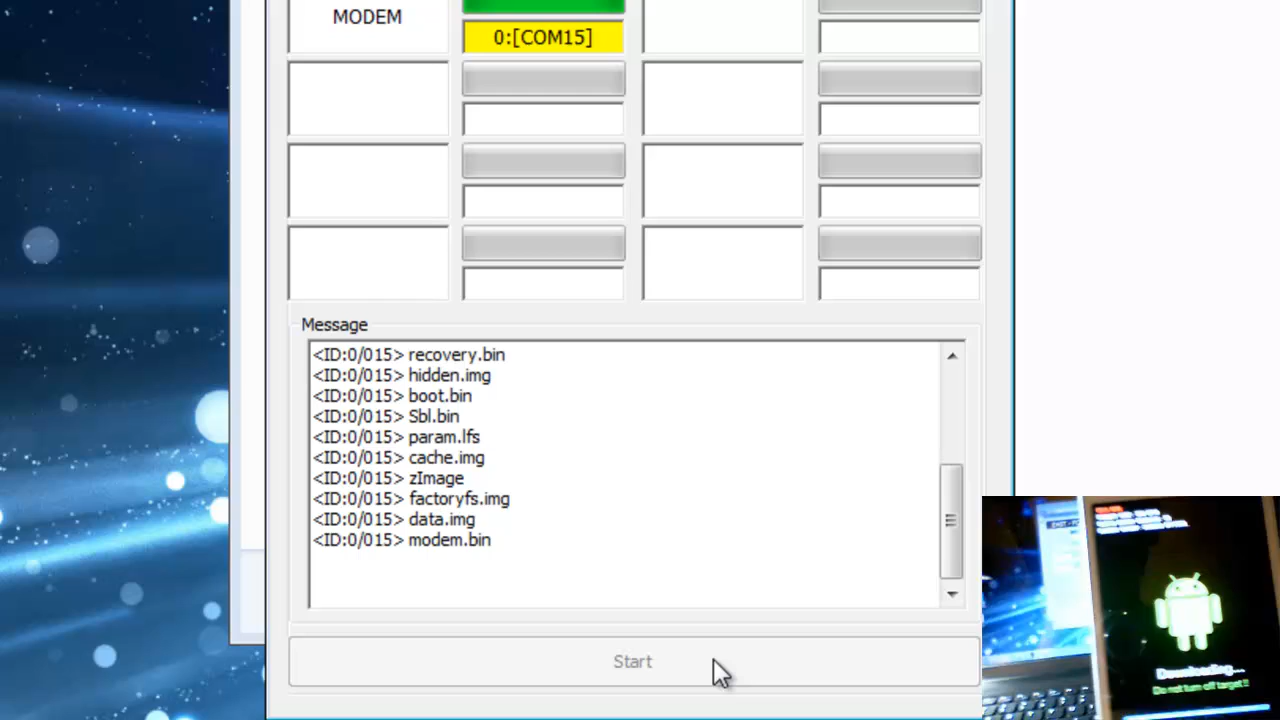 MODEM
0:[COM15]
Message
<ID:0/015> recovery.bin
<ID:0/015> hidden.img
<ID:0/015> boot.bin
<ID:0/015> Sbl.bin
<ID:0/015> param.lfs
<ID:0/015> cache.img
<ID:0/015> zImage
<ID:0/015> factoryfs.img
<ID:0/015> data.img
<ID:0/015> modem.bin
Start
Downloading...
Do not turn off target !!